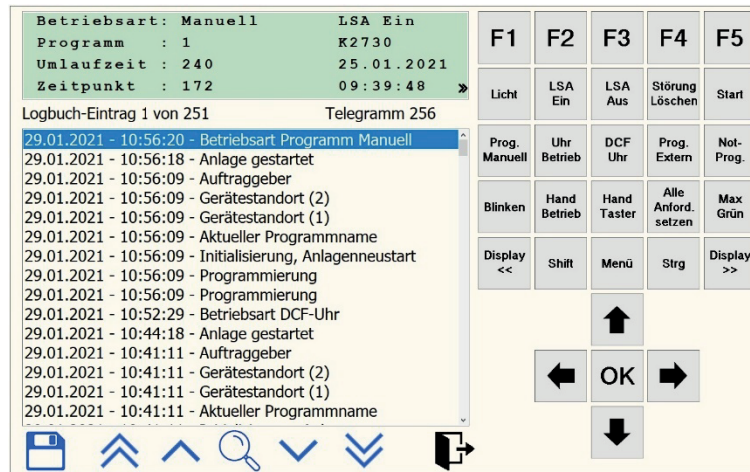 Betriebsart: Manuell LSA Ein
Programm : 1 K2730
Umlaufzeit : 240 25.01.2021
Zeitpunkt : 172 09:39:48 »
Logbuch-Eintrag 1 von 251 Telegramm 256
29.01.2021 - 10:56:20 - Betriebsart Programm Manuell
29.01.2021 - 10:56:18 - Anlage gestartet
29.01.2021 - 10:56:09 - Auftraggeber
29.01.2021 - 10:56:09 - Gerätestandort (2)
29.01.2021 - 10:56:09 - Gerätestandort (1)
29.01.2021 - 10:56:09 - Aktueller Programmname
29.01.2021 - 10:56:09 - Initialisierung, Anlagenneustart
29.01.2021 - 10:56:09 - Programmierung
29.01.2021 - 10:56:09 - Programmierung
29.01.2021 - 10:52:29 - Betriebsart DCF-Uhr
29.01.2021 - 10:44:18 - Anlage gestartet
29.01.2021 - 10:41:11 - Auftraggeber
29.01.2021 - 10:41:11 - Gerätestandort (2)
29.01.2021 - 10:41:11 - Gerätestandort (1)
29.01.2021 - 10:41:11 - Aktueller Programmname
F1 F2 F3 F4 F5
Licht
LSA
Ein
LSA
Aus
Störung
Löschen
Start
Prog.
Manuell
Uhr
Betrieb
DCF
Uhr
Prog.
Extern
Not-
Prog.
Blinken
Hand
Betrieb
Hand
Taster
Alle
Anford.
setzen
Max
Grün
Display
<<
Shift
Menü
Strg
Display
>>
OK